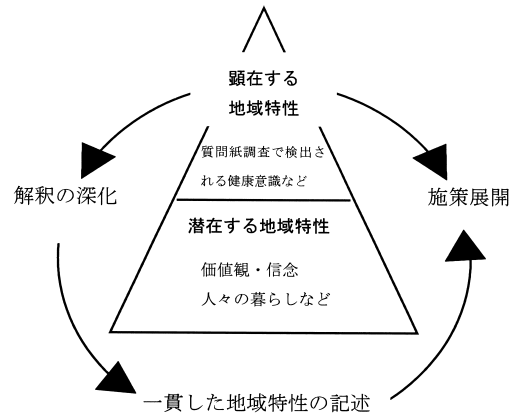 顕在する
地域特性
質問紙調査で検出さ
れる健康意識など
解釈の深化
施策展開
潜在する地域特性
価値観・信念
人々の暮らしなど
一貫した地域特性の記述